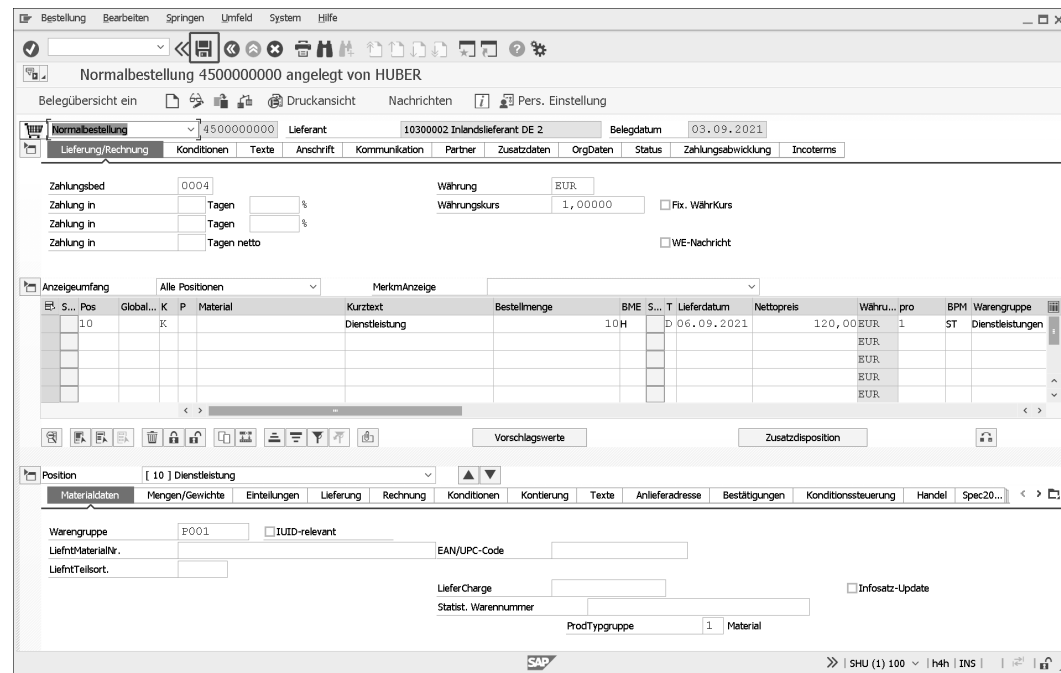 Bestellung Bearbeiten Springen Umfeld System Hilfe
Normalbestellung 4500000000 angelegt von HUBER
Belegübersicht ein Druckansicht Nachrichten Pers. Einstellung
Normalbestellung 4500000000 Lieferant 10300002 Inlandslieferant DE 2 Belegdatum 03.09.2021
Lieferung/Rechnung Konditionen Texte Anschrift Kommunikation Partner Zusatzdaten OrgDaten Status Zahlungsabwicklung Incoterms
Zahlungsbed 0004 Währung EUR
Zahlung in Tagen % Währungskurs 1,00000 Fix. WährKurs
Zahlung in Tagen %
Zahlung in Tagen netto WE-Nachricht
Anzeigeumfang Alle Positionen MerkmAnzeige
S... Pos Global... K P Material Kurztext Bestellmenge BME S... T Lieferdatum Nettopreis Währu... pro BPM Warengruppe
10 K Dienstleistung 10 H D 06.09.2021 120,00 EUR 1 ST Dienstleistungen
EUR
EUR
EUR
EUR
Vorschlagswerte Zusatzdisposition
Position [ 10 ] Dienstleistung
Materialdaten Mengen/Gewichte Einteilungen Lieferung Rechnung Konditionen Kontierung Texte Anlieferadresse Bestätigungen Konditionssteuerung Handel Spec20...
Warengruppe P001 IUID-relevant
LiefntMaterialNr. EAN/UPC-Code
LiefntTeilsort.
LieferCharge Infosatz-Update
Statist. Warennummer
ProdTypgruppe 1 Material
SAP SHU (1) 100 h4h INS